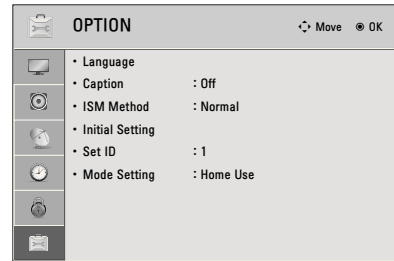 OPTION
Move
OK
• Language
• Caption : Off
• ISM Method : Normal
• Initial Setting
• Set ID : 1
• Mode Setting : Home Use